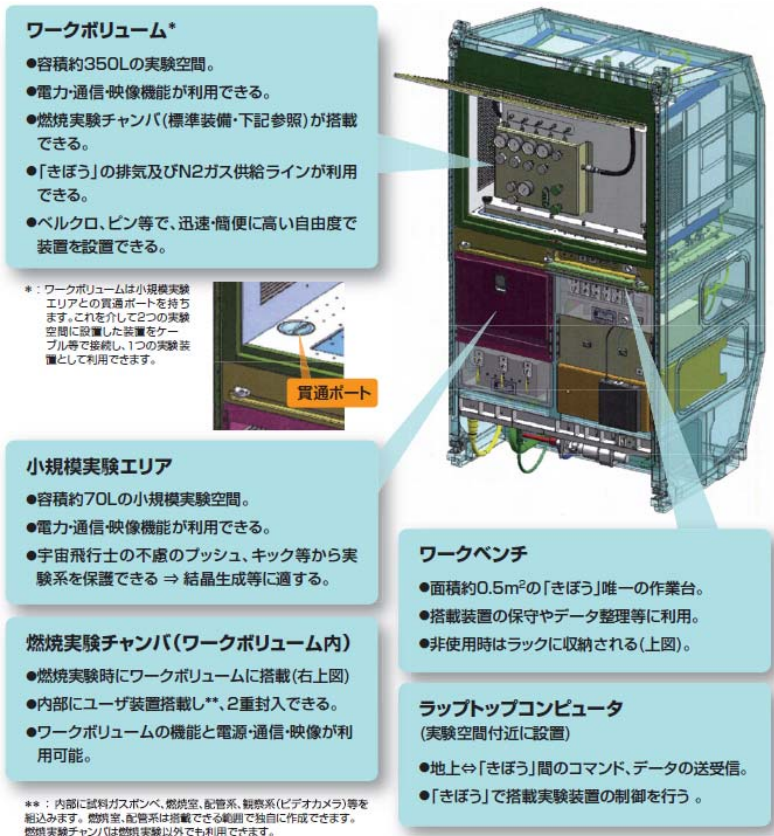 ワークボリューム*
●容積約350Lの実験空間。
●電力・通信・映像機能が利用できる。
●燃焼実験チャンバ(標準装備・下記参照)が搭載
できる。
●「きぼう」の排気及びN2ガス供給ラインが利用
できる。
●ベルクロ、ピン等で、迅速・簡便に高い自由度で
装置を設置できる。
*：ワークボリュームは小規模実験
エリアとの貫通ポートを持ち
ます。これを介して2つの実験
空間に設置した装置をケー
ブル等で接続し、1つの実験装
置として利用できます。
貫通ポート
小規模実験エリア
●容積約70Lの小規模実験空間。
●電力・通信・映像機能が利用できる。
●宇宙飛行士の不慮のプッシュ、キック等から実
験系を保護できる ⇒ 結晶生成等に適する。
燃焼実験チャンバ(ワークボリューム内)
●燃焼実験時にワークボリュームに搭載(右上図)
●内部にユーザ装置搭載し**、2重封入できる。
●ワークボリュームの機能と電源・通信・映像が利
用可能。
**：内部に試料ガスボンベ、燃焼室、配管系、観察系(ビデオカメラ)等を
組込みます。燃焼室、配管系は搭載できる範囲で独自に作成できます。
燃焼実験チャンバは燃焼実験以外でも利用できます。
ワークベンチ
●面積約0.5m²の「きぼう」唯一の作業台。
●搭載装置の保守やデータ整理等に利用。
●非使用時はラックに収納される(上図)。
ラップトップコンピュータ
(実験空間付近に設置)
●地上⇔「きぼう」間のコマンド、データの送受信。
●「きぼう」で搭載実験装置の制御を行う。